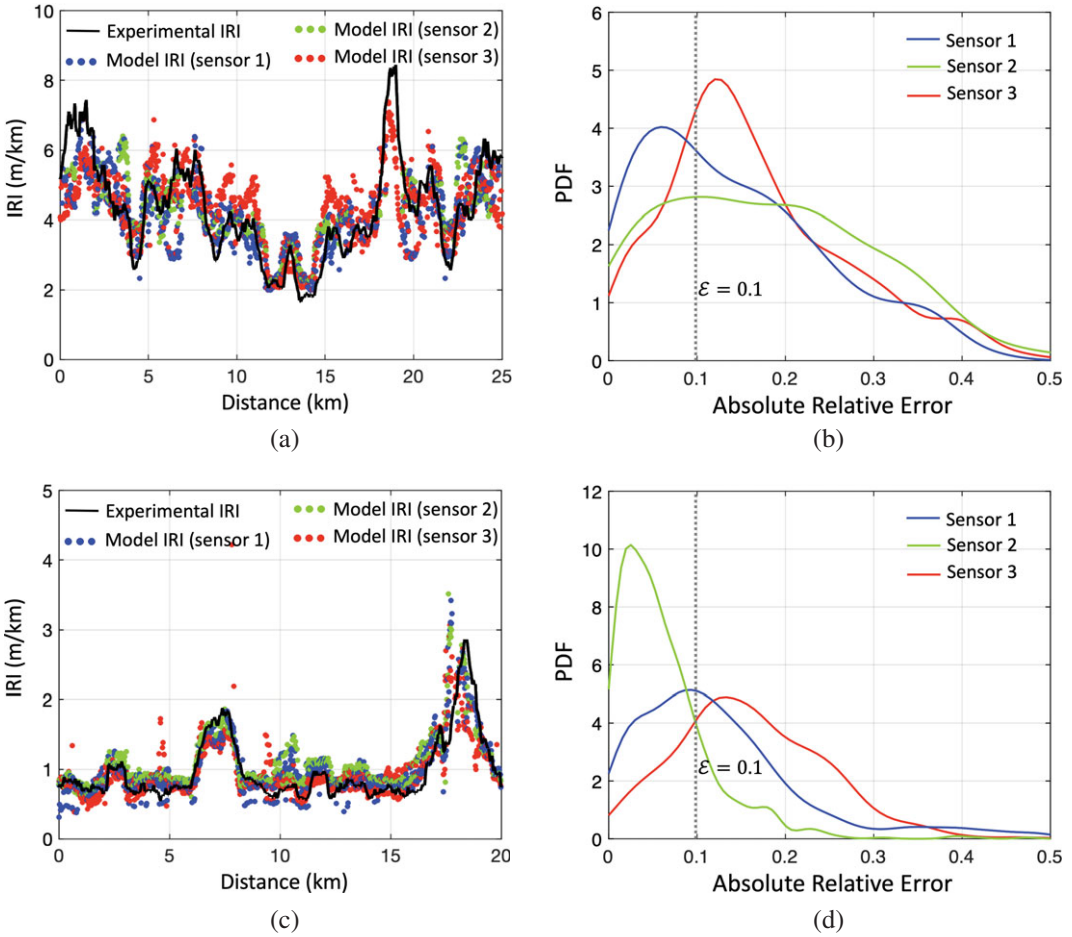 Experimental IRI
Model IRI (sensor 1)
Model IRI (sensor 2)
Model IRI (sensor 3)
10
8
6
4
2
0
IRI (m/km)
0 5 10 15 20 25
Distance (km)
(a)
Sensor 1
Sensor 2
Sensor 3
6
5
4
3
2
1
0
PDF
ℰ = 0.1
0 0.1 0.2 0.3 0.4 0.5
Absolute Relative Error
(b)
Experimental IRI
Model IRI (sensor 1)
Model IRI (sensor 2)
Model IRI (sensor 3)
5
4
3
2
1
0
IRI (m/km)
0 5 10 15 20
Distance (km)
(c)
Sensor 1
Sensor 2
Sensor 3
12
10
8
6
4
2
0
PDF
ℰ = 0.1
0 0.1 0.2 0.3 0.4 0.5
Absolute Relative Error
(d)